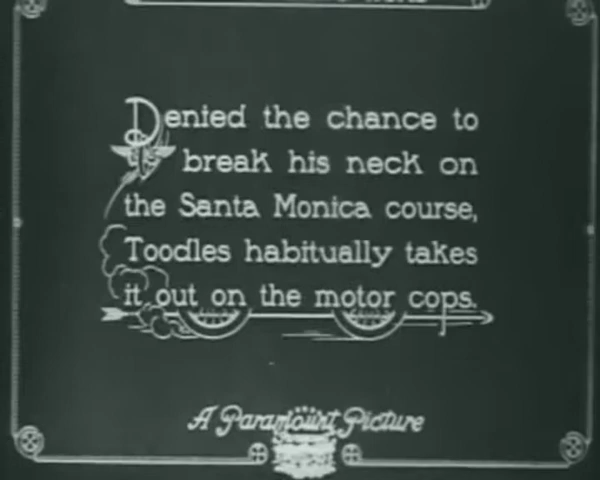 Denied the chance to
break his neck on
the Santa Monica course,
Toodles habitually takes
it out on the motor cops.
A Paramount Picture